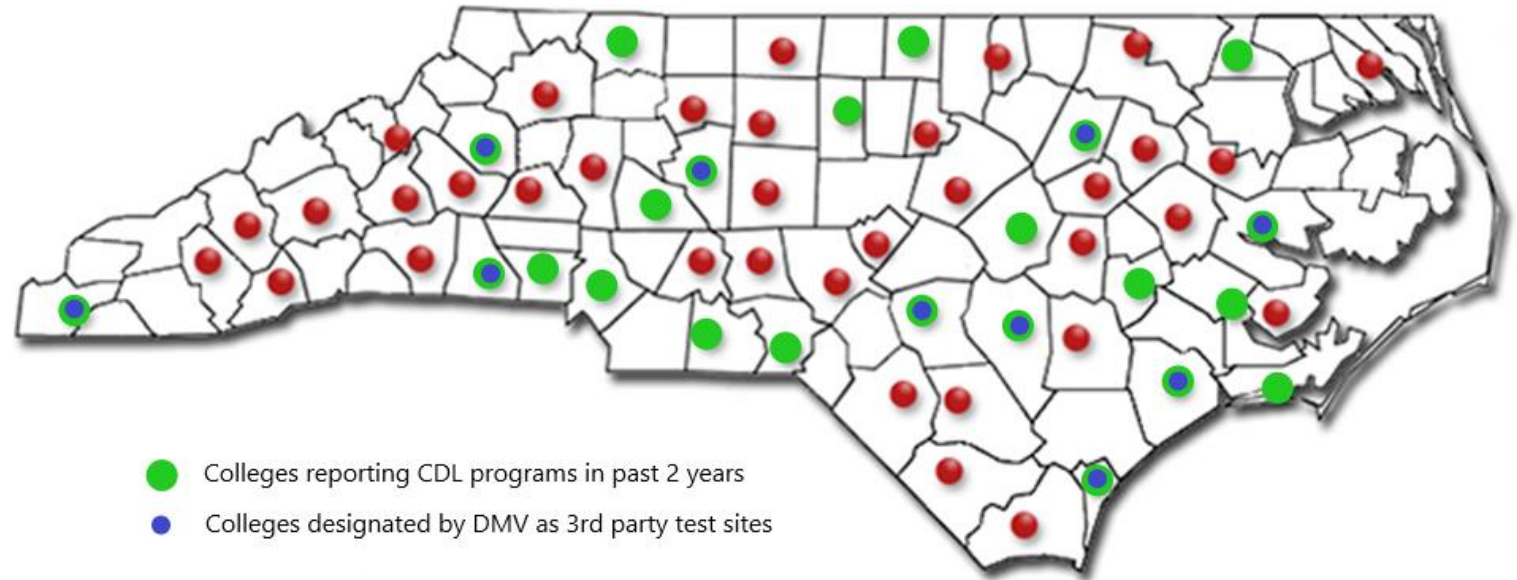 Colleges reporting CDL programs in past 2 years
Colleges designated by DMV as 3rd party test sites